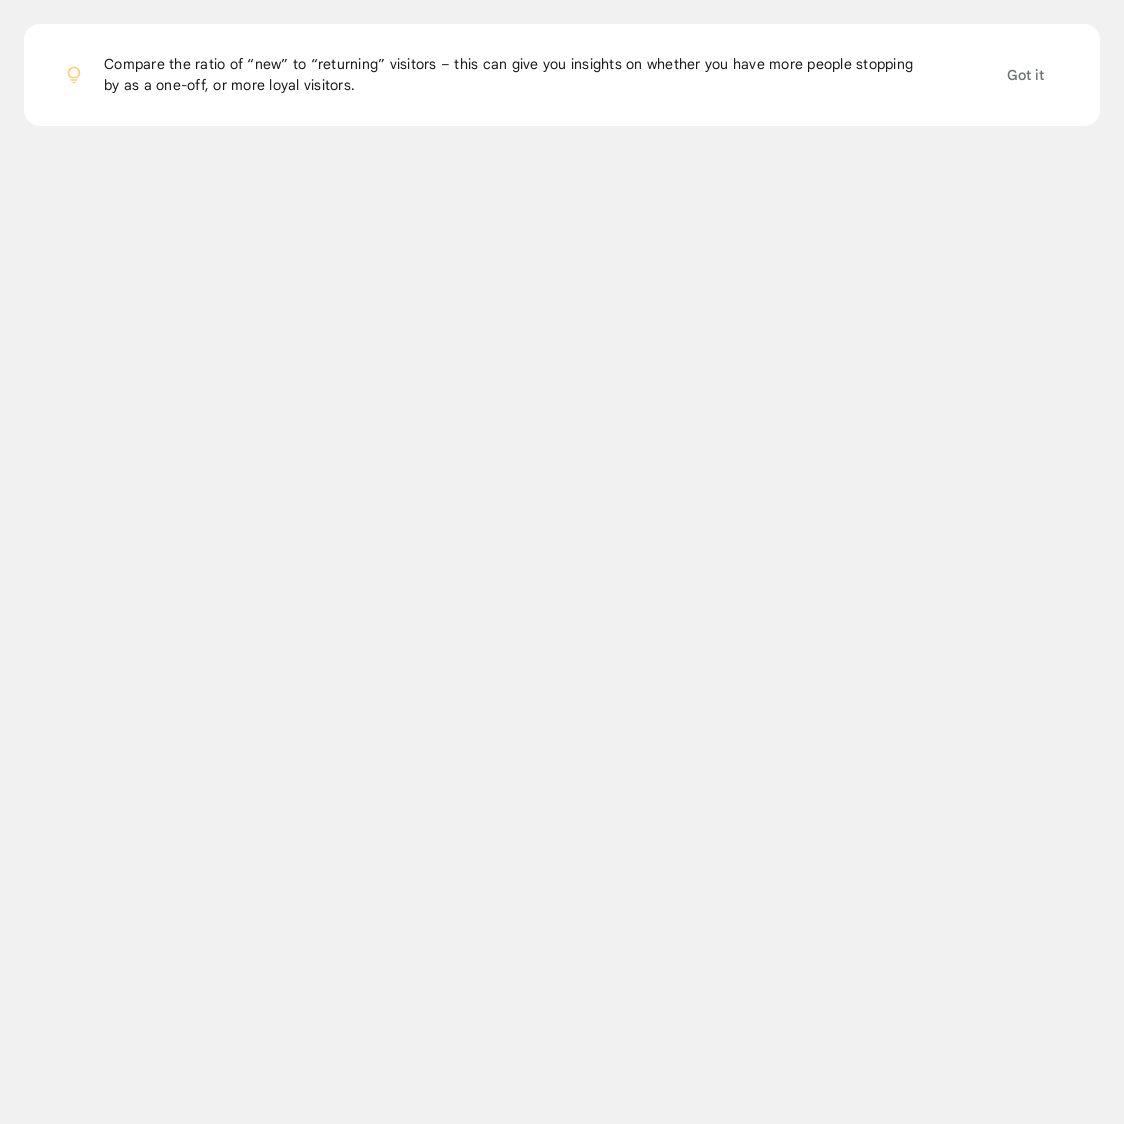 Compare the ratio of “new” to “returning” visitors – this can give you insights on whether you have more people stopping
by as a one-off, or more loyal visitors.
Got it